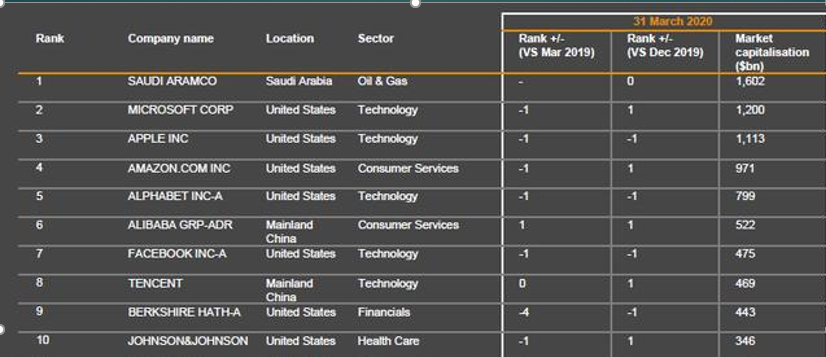 31 March 2020
Rank Company name Location Sector Rank +/- (VS Mar 2019) Rank +/- (VS Dec 2019) Market capitalisation ($bn)
1 SAUDI ARAMCO Saudi Arabia Oil & Gas - 0 1,602
2 MICROSOFT CORP United States Technology -1 1 1,200
3 APPLE INC United States Technology -1 -1 1,113
4 AMAZON.COM INC United States Consumer Services -1 1 971
5 ALPHABET INC-A United States Technology -1 -1 799
6 ALIBABA GRP-ADR Mainland China Consumer Services 1 1 522
7 FACEBOOK INC-A United States Technology -1 -1 475
8 TENCENT Mainland China Technology 0 1 469
9 BERKSHIRE HATH-A United States Financials -4 -1 443
10 JOHNSON&JOHNSON United States Health Care -1 1 346